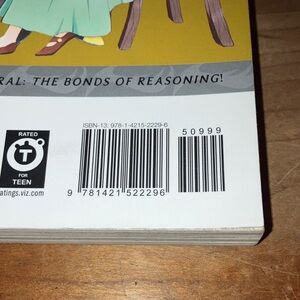 RAL: THE BONDS OF REASONING!
ISBN-13: 978-1-4215-2229-6
50999
RATED
T
FOR
TEEN
atings.viz.com
9 781421 522296